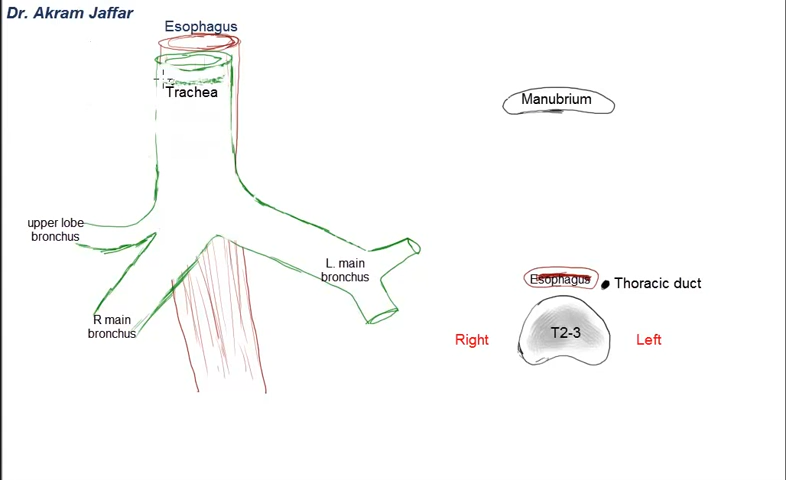 Dr. Akram Jaffar
Esophagus
Trachea
Manubrium
upper lobe
bronchus
L. main
bronchus
R main
bronchus
Esophagus
Thoracic duct
T2-3
Right
Left